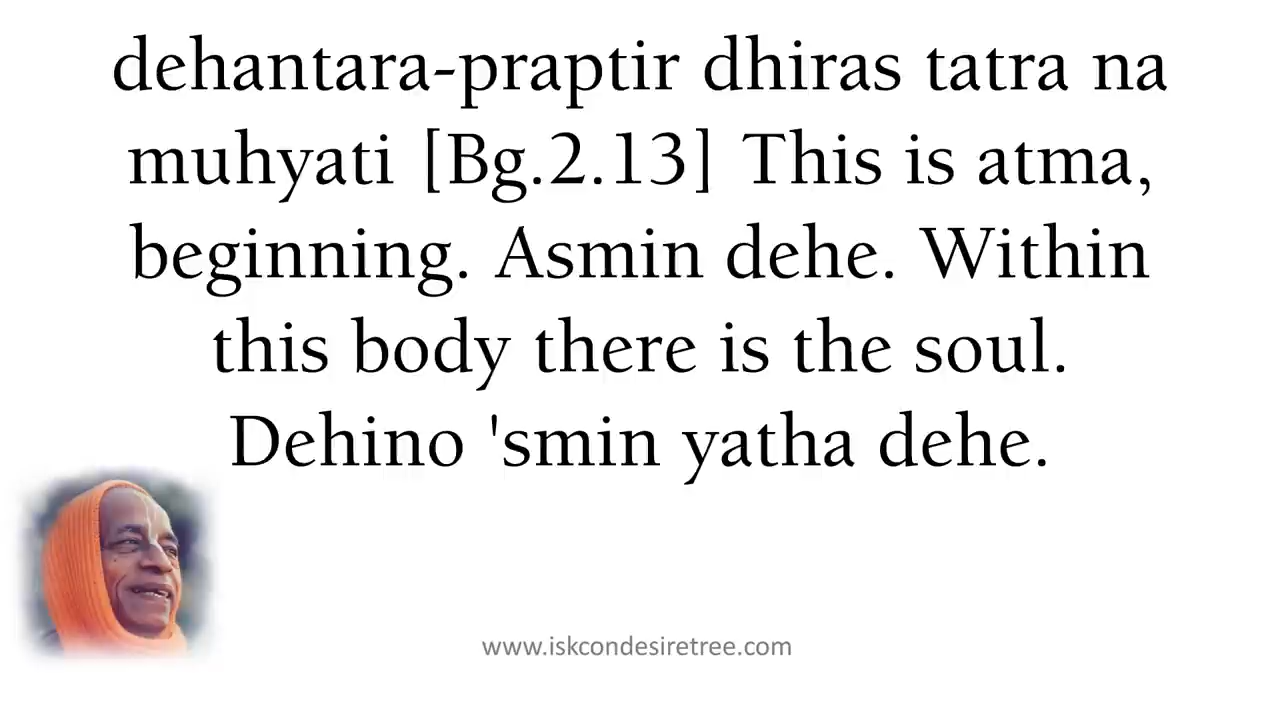 dehantara-praptir dhiras tatra na
muhyati [Bg.2.13] This is atma,
beginning. Asmin dehe. Within
this body there is the soul.
Dehino 'smin yatha dehe.
www.iskcondesiretree.com